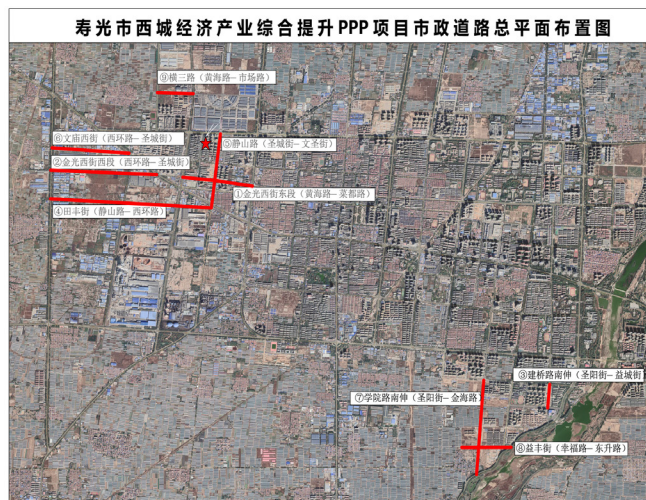 寿光市西城经济产业综合提升PPP项目市政道路总平面布置图
⑨横三路（黄海路—市场路）
⑥文庙西街（西环路—圣城街）
⑤静山路（圣城街—文圣街）
②金光西街西段（西环路—圣城街）
①金光西街东段（黄海路—菜都路）
④田丰街（静山路—西环路）
③建桥路南伸（圣阳街—益城街）
⑦学院路南伸（圣阳街—金海路）
⑧益丰街（幸福路—东升路）